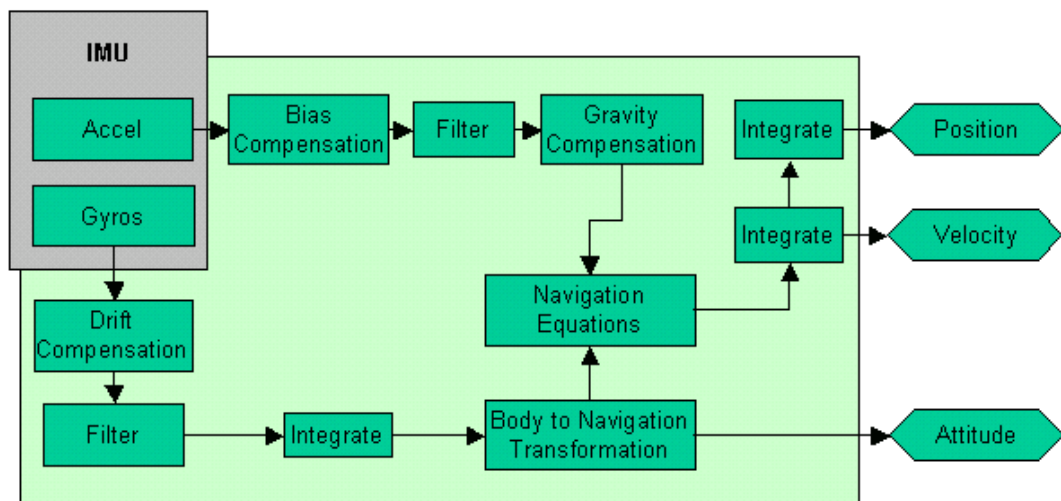 IMU
Accel
Bias
Compensation
Filter
Gravity
Compensation
Integrate
Position
Gyros
Integrate
Velocity
Drift
Compensation
Navigation
Equations
Filter
Integrate
Body to Navigation
Transformation
Attitude